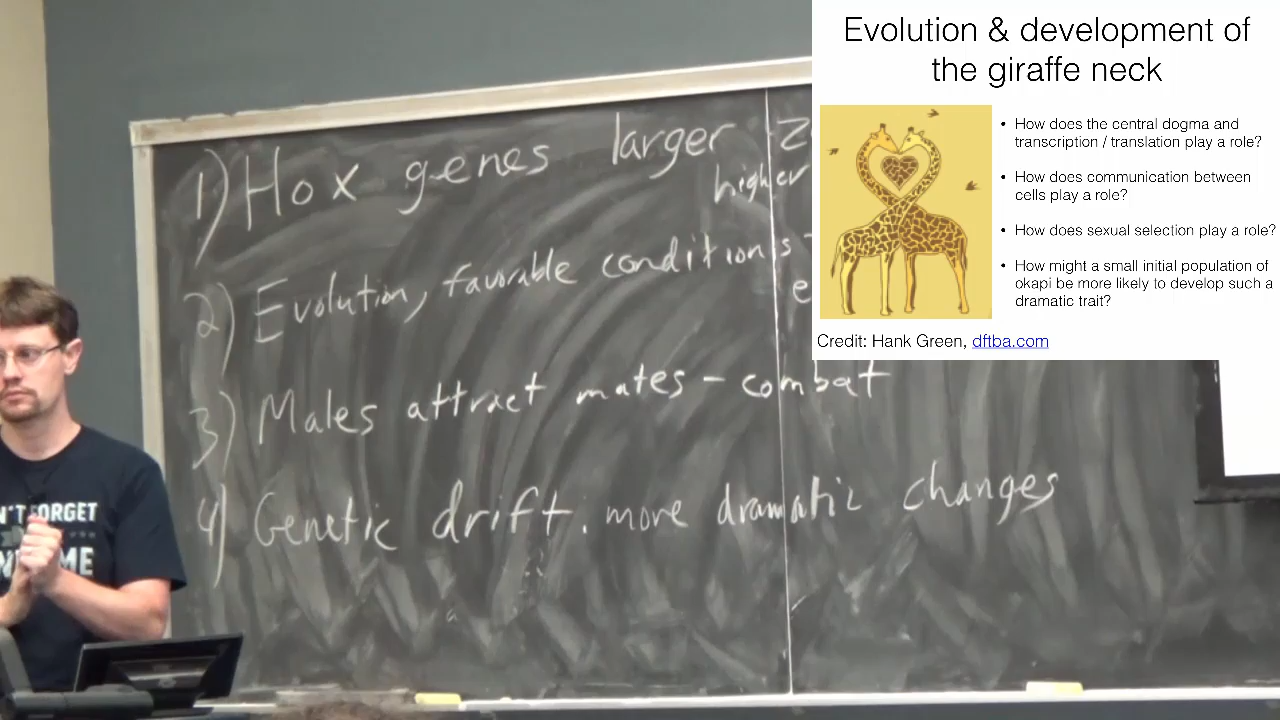 Evolution & development of
the giraffe neck
• How does the central dogma and
transcription / translation play a role?
• How does communication between
cells play a role?
• How does sexual selection play a role?
• How might a small initial population of
okapi be more likely to develop such a
dramatic trait?
Credit: Hank Green, dftba.com
1) Hox genes larger
higher
2) Evolution, favorable conditions
3) Males attract mates - combat
4) Genetic drift. more dramatic changes
N'T FORGET
ME